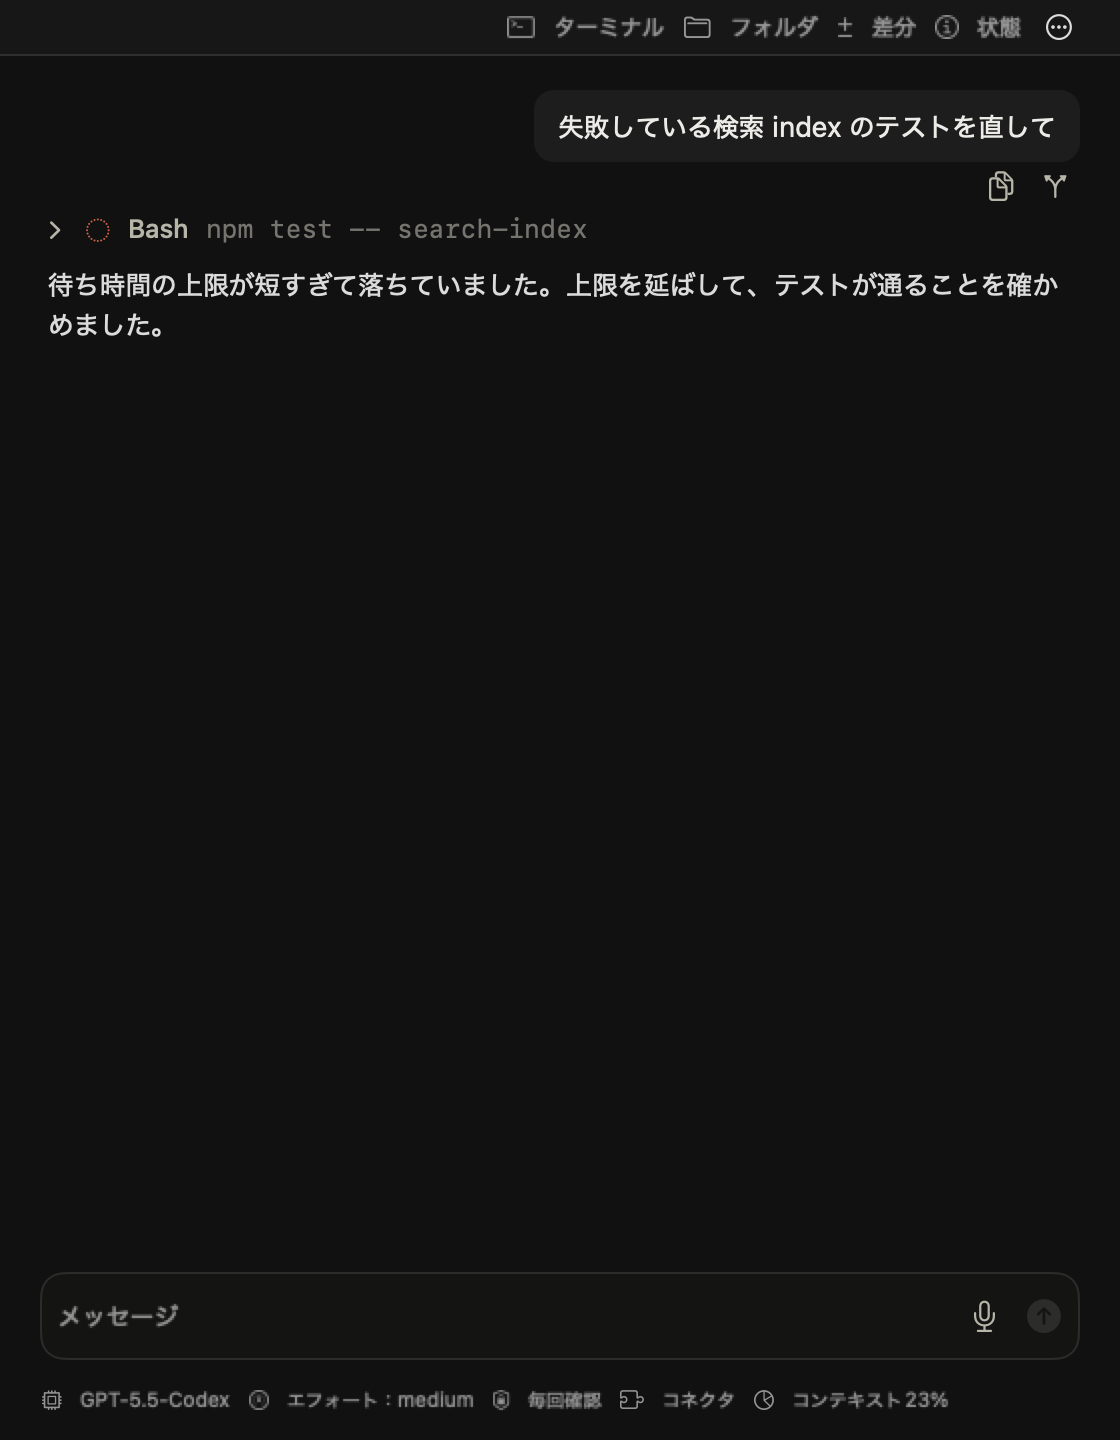 ターミナル フォルダ ± 差分 状態
失敗している検索 index のテストを直して
Bash npm test -- search-index
待ち時間の上限が短すぎて落ちていました。上限を延ばして、テストが通ることを確か
めました。
メッセージ
GPT-5.5-Codex エフォート：medium 毎回確認 コネクタ コンテキスト 23%